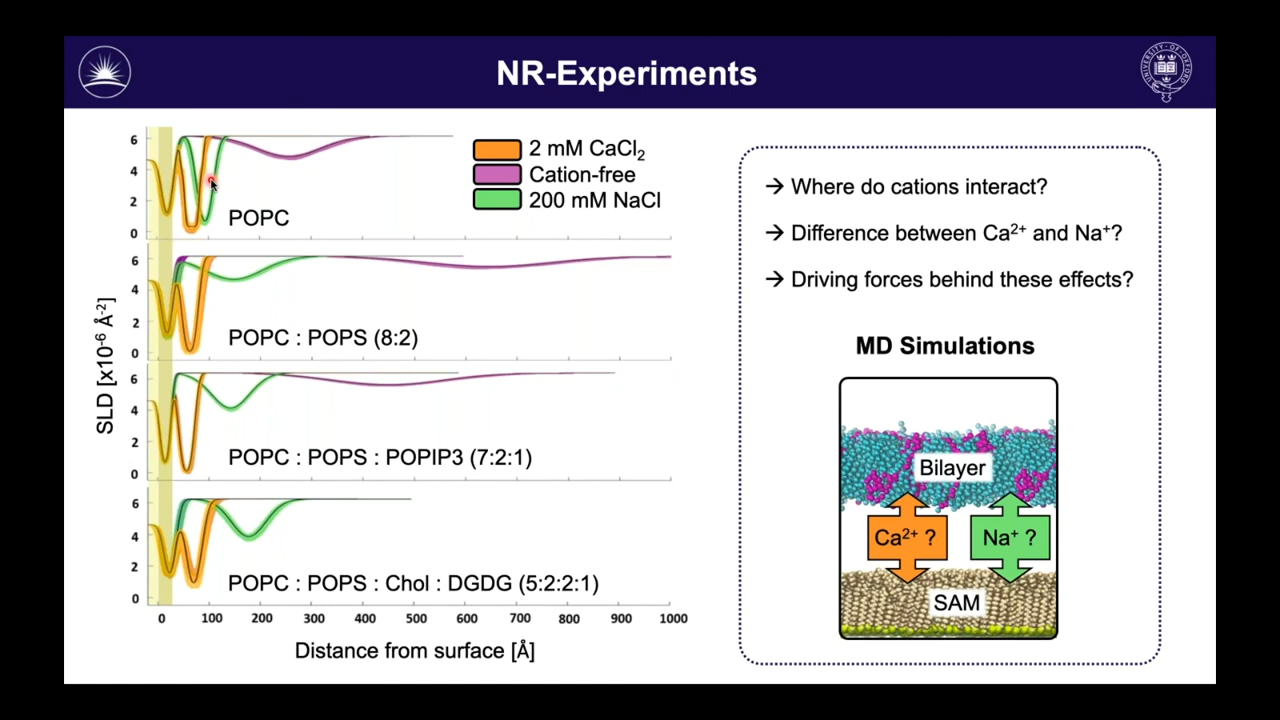 NR-Experiments
UNIVERSITY · OF · OXFORD
6
4
2
0
POPC
2 mM CaCl₂
Cation-free
200 mM NaCl
6
4
2
0
POPC : POPS (8:2)
6
4
2
0
POPC : POPS : POPIP3 (7:2:1)
6
4
2
0
POPC : POPS : Chol : DGDG (5:2:2:1)
0 100 200 300 400 500 600 700 800 900 1000
SLD [x10⁻⁶ Å⁻²]
Distance from surface [Å]
→ Where do cations interact?
→ Difference between Ca²⁺ and Na⁺?
→ Driving forces behind these effects?
MD Simulations
Bilayer
Ca²⁺ ?
Na⁺ ?
SAM